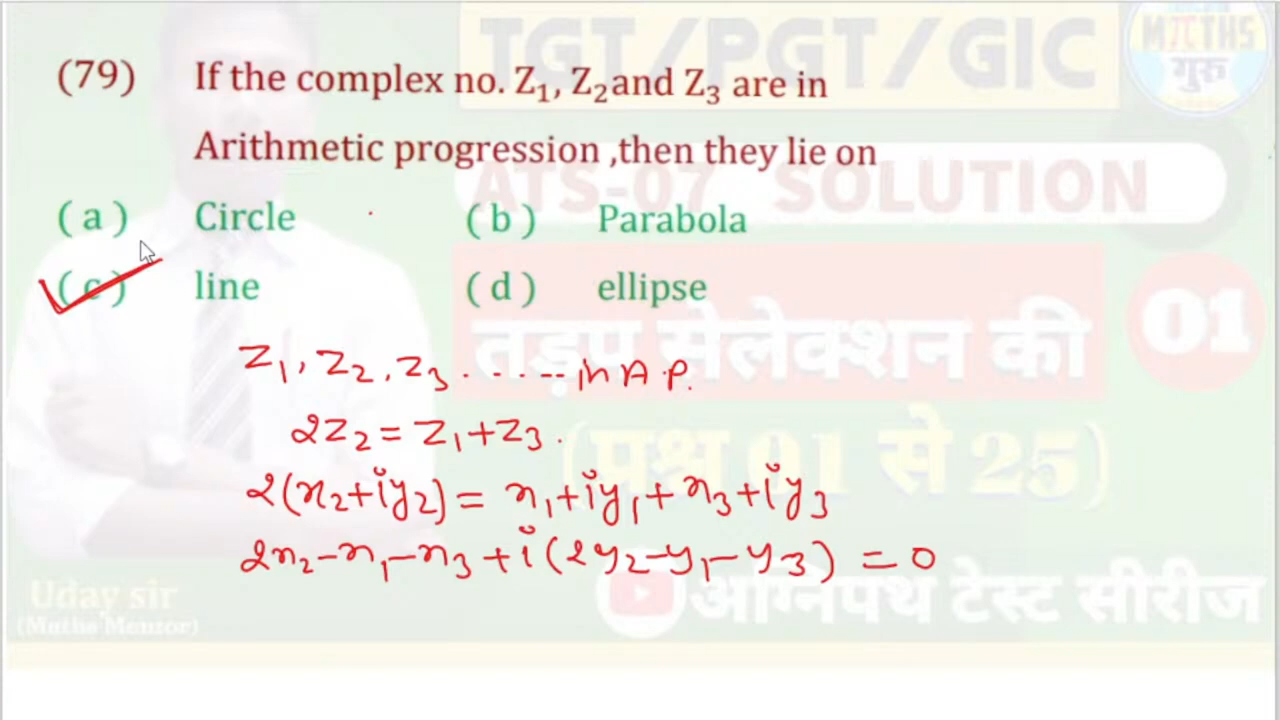 TGT/PGT/GIC
MATHS
गुरु
(79) If the complex no. Z₁, Z₂and Z₃ are in
Arithmetic progression ,then they lie on
ATS-07 SOLUTION
(a) Circle (b) Parabola
(c) line (d) ellipse
तड़प सेलेक्शन की 01
(प्रश्न 01 से 25)
Z₁, Z₂, Z₃ ------ in A.P.
2Z₂ = Z₁+Z₃.
2(x₂+iy₂) = x₁+iy₁+x₃+iy₃
2x₂-x₁-x₃+i(2y₂-y₁-y₃) = 0
Uday sir
(Maths Mentor)
अग्निपथ टेस्ट सीरीज